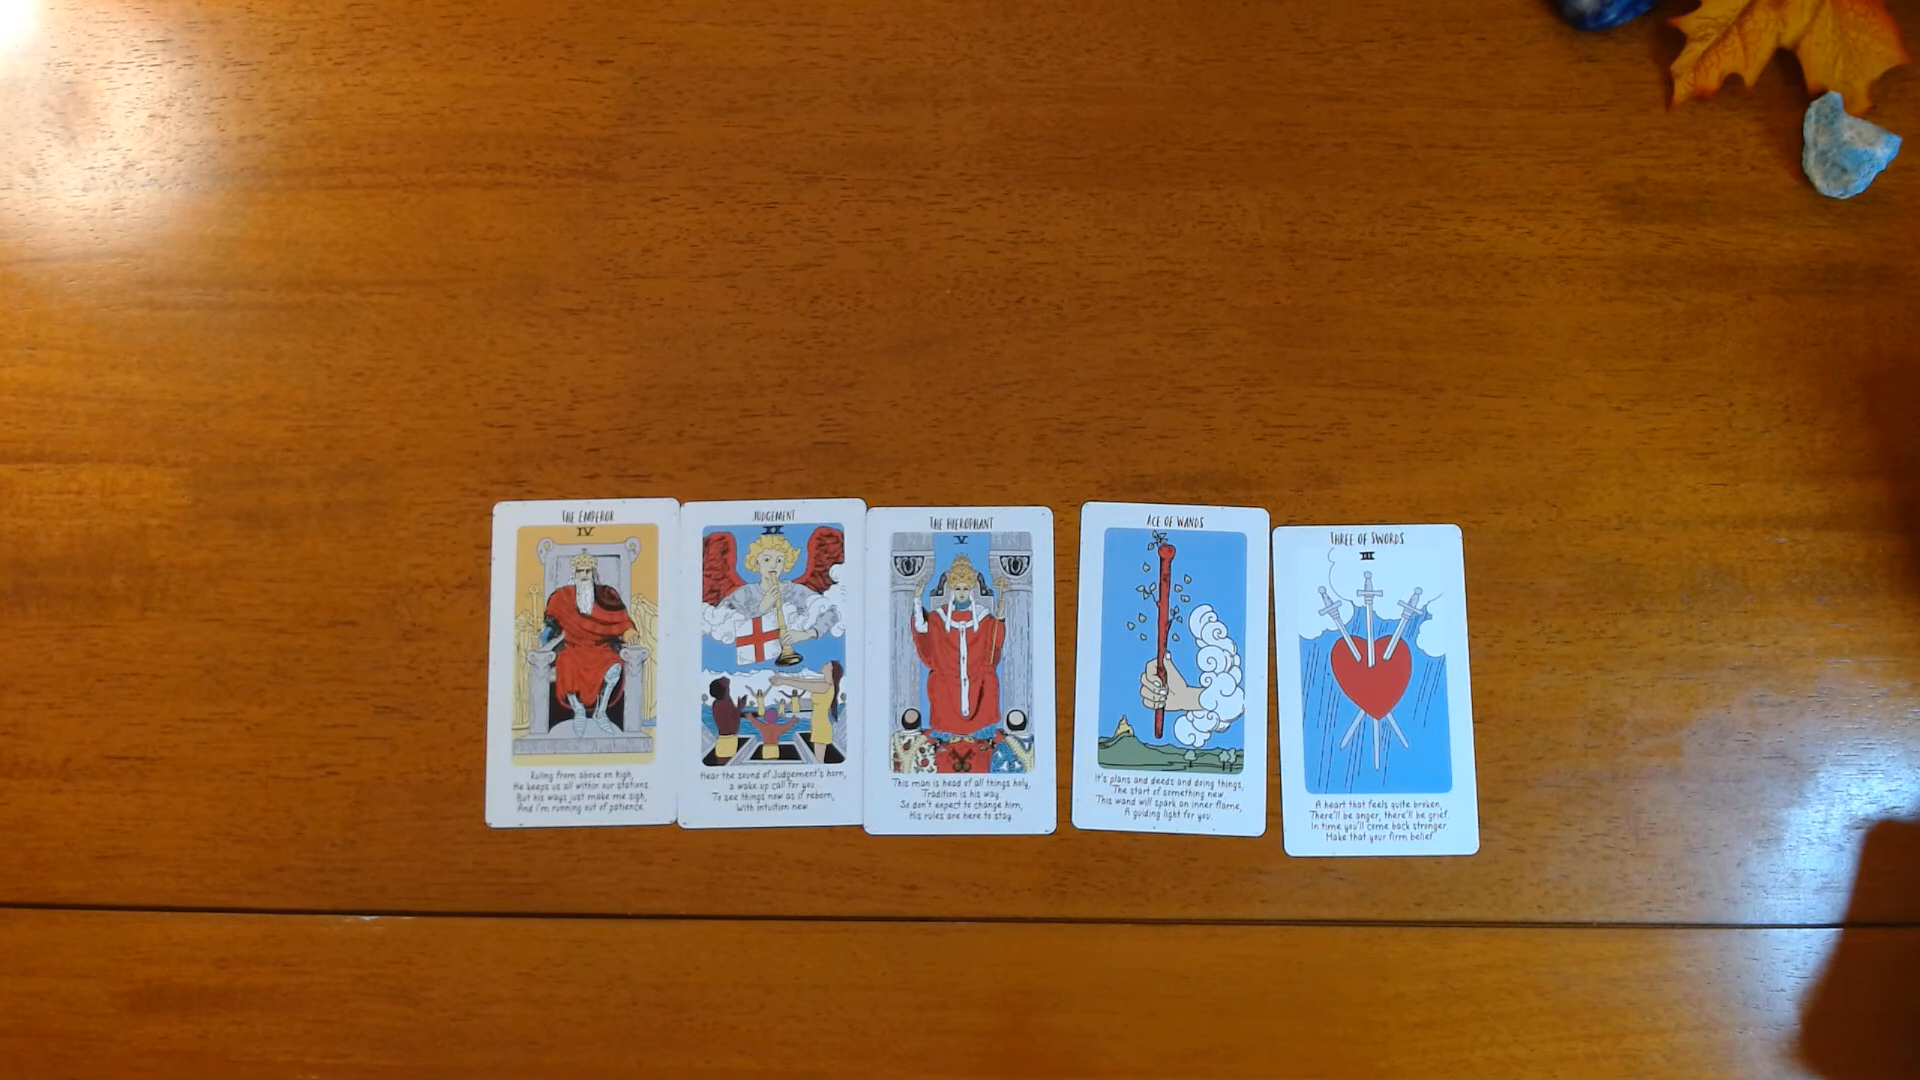 THE EMPEROR
IV
Ruling from above on high,
He keeps us all within our stations.
But his ways just make me sigh,
And I'm running out of patience.
JUDGEMENT
XX
Hear the sound of Judgement's horn,
a wake up call for you.
To see things now as if reborn,
With intuition new
THE HIEROPHANT
V
This man is head of all things holy,
Tradition is his way.
So don't expect to change him,
His rules are here to stay.
ACE OF WANDS
It's plans and deeds and doing things,
The start of something new
This wand will spark an inner flame,
A guiding light for you.
THREE OF SWORDS
III
A heart that feels quite broken,
There'll be anger, there'll be grief.
In time you'll come back stronger
Make that your firm belief.